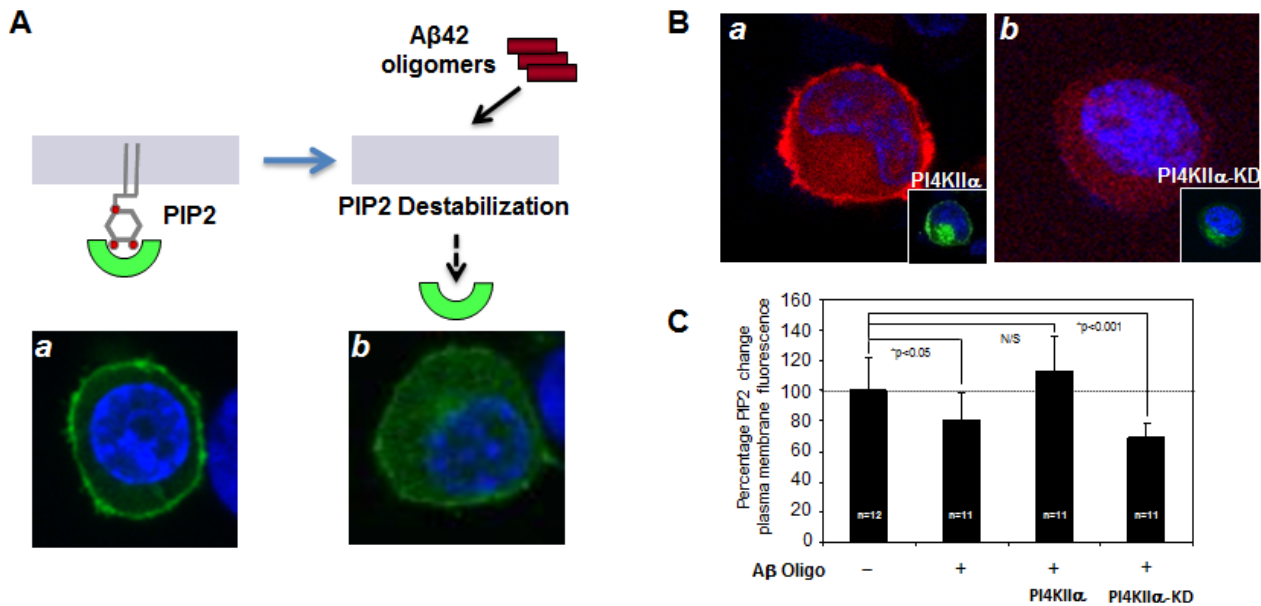 A
Aβ42
oligomers
PIP2
PIP2 Destabilization
a
b
B
a
PI4KIIα
b
PI4KIIα-KD
C
Percentage PIP2 change
plasma membrane fluorescence
160
140
120
100
80
60
40
20
0
*p<0.05
N/S
*p<0.001
n=12
n=11
n=11
n=11
Aβ Oligo
–
+
+
+
PI4KIIα
PI4KIIα-KD